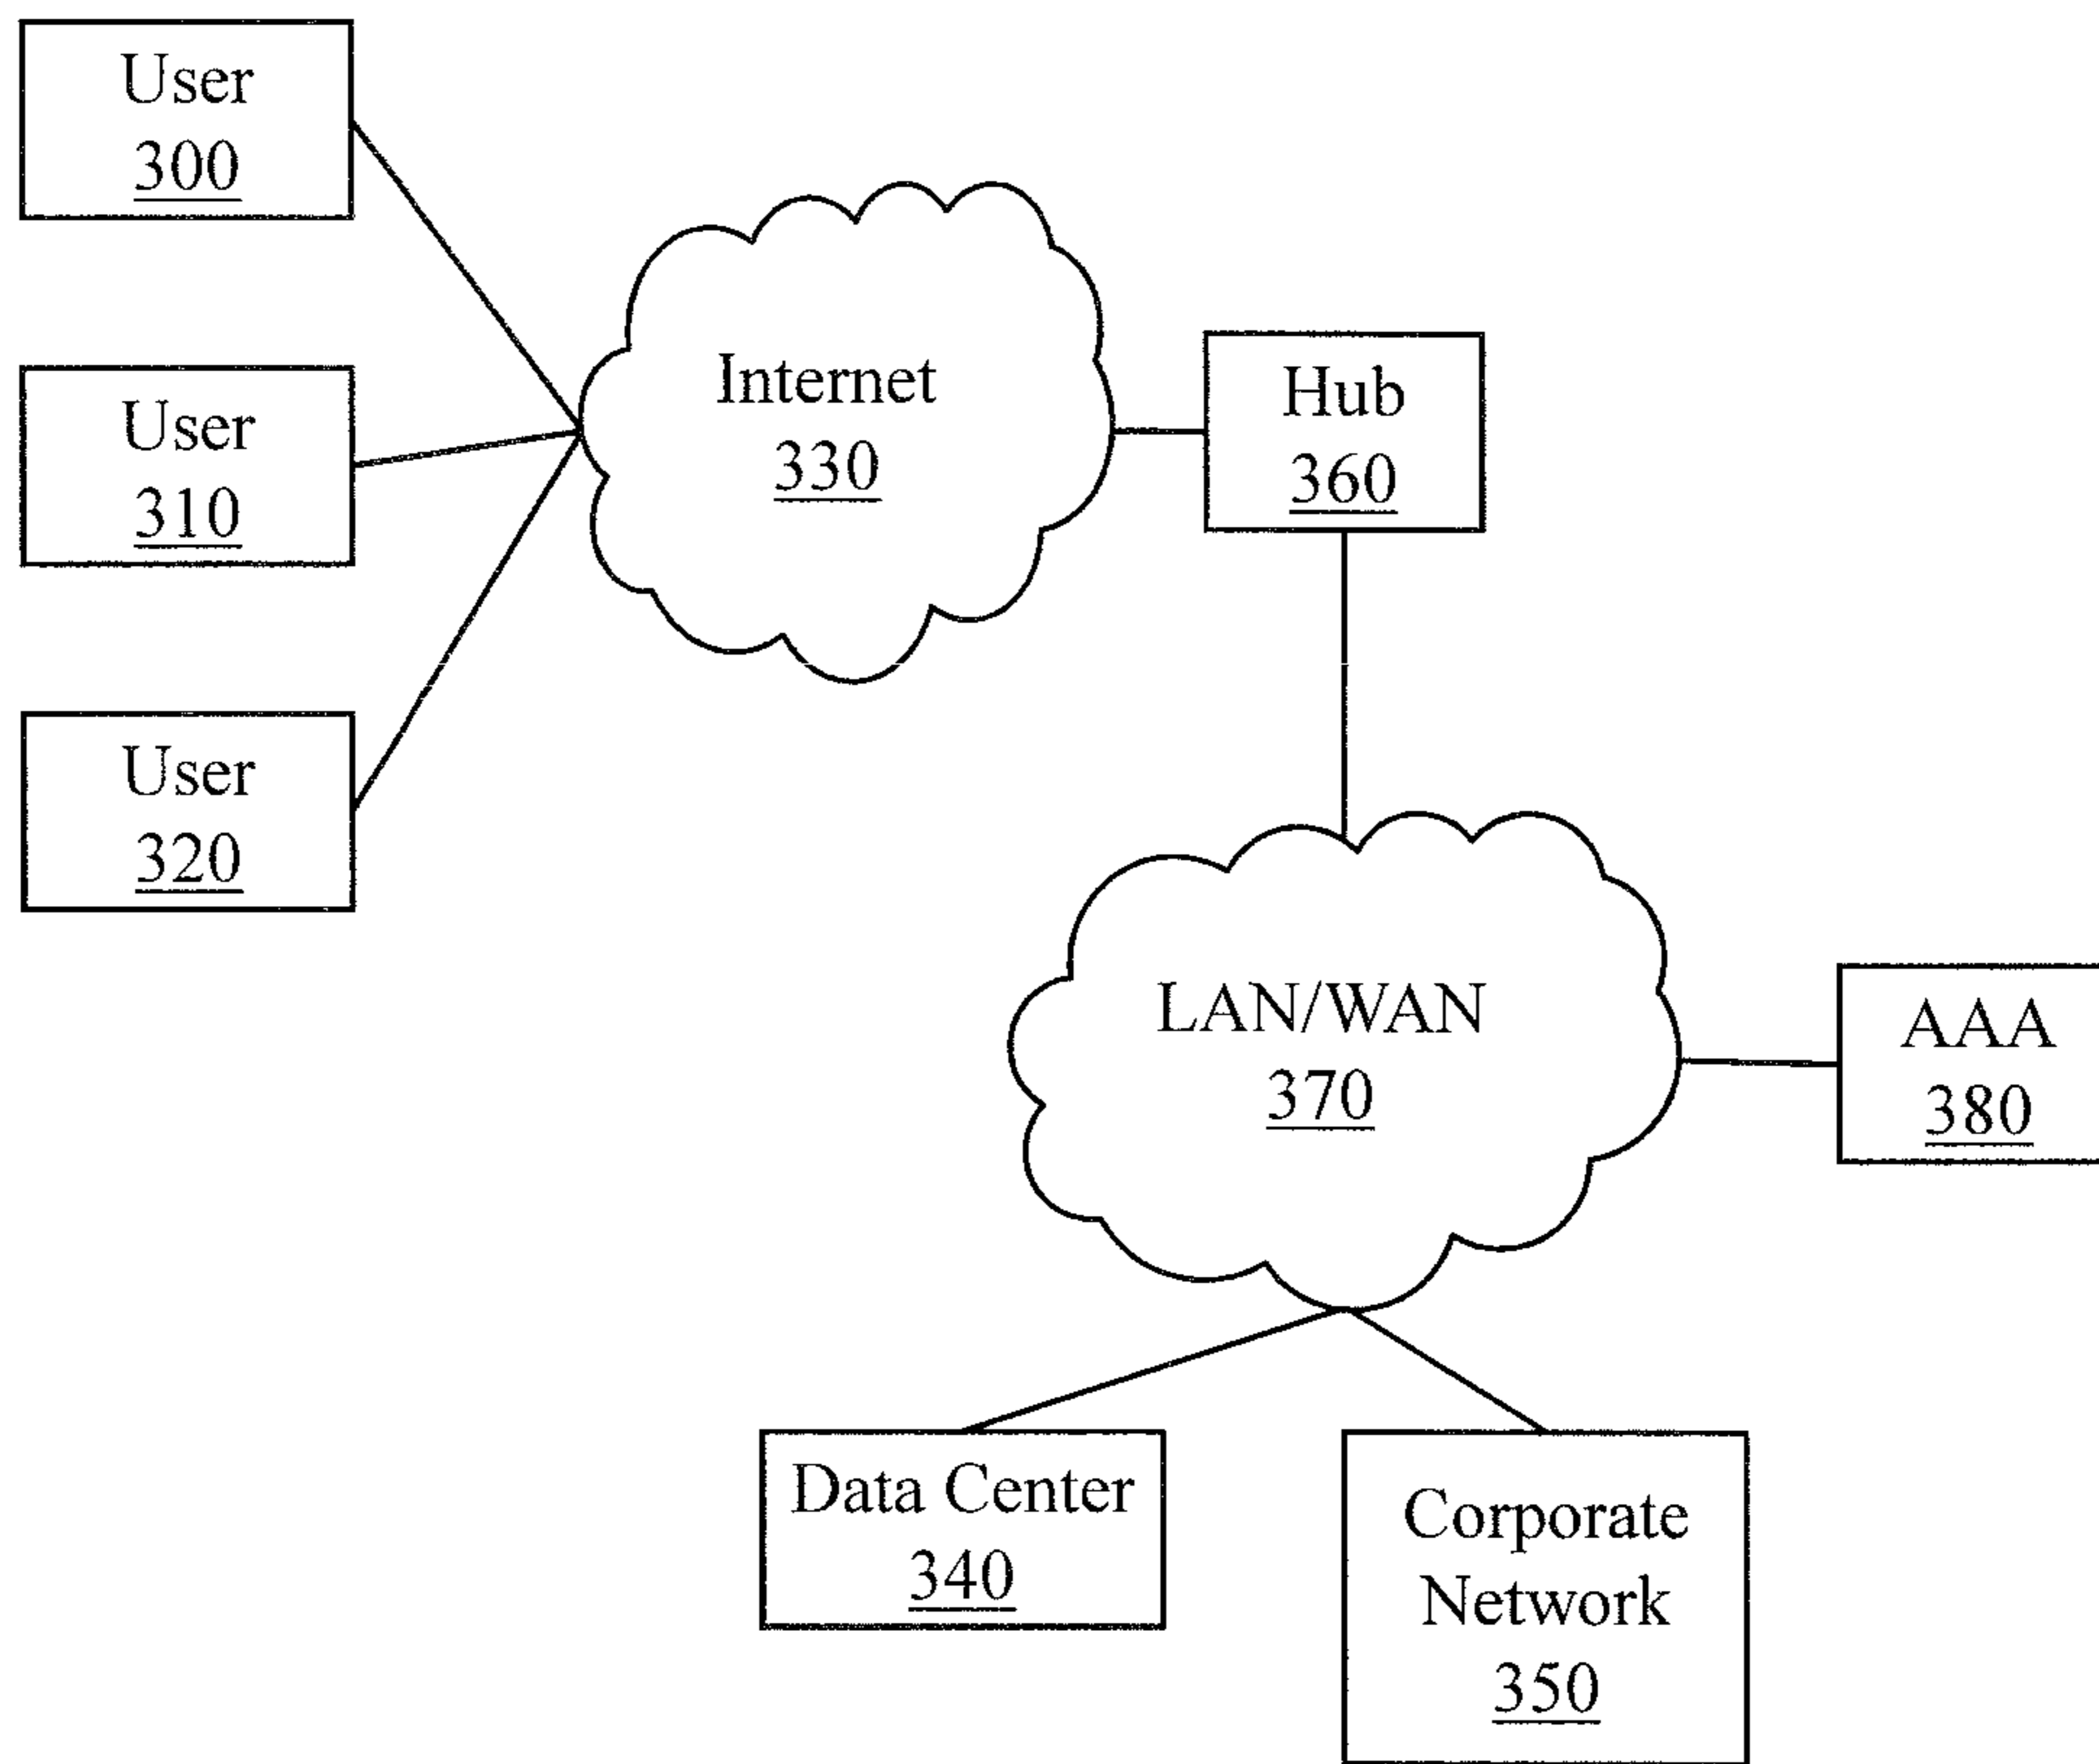 User
300
User
310
User
320
Internet
330
Hub
360
LAN/WAN
370
AAA
380
Data Center
340
Corporate
Network
350